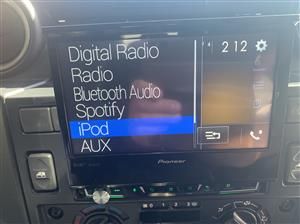 Digital Radio
Radio
Bluetooth Audio
Spotify
iPod
AUX
2 12
Pioneer